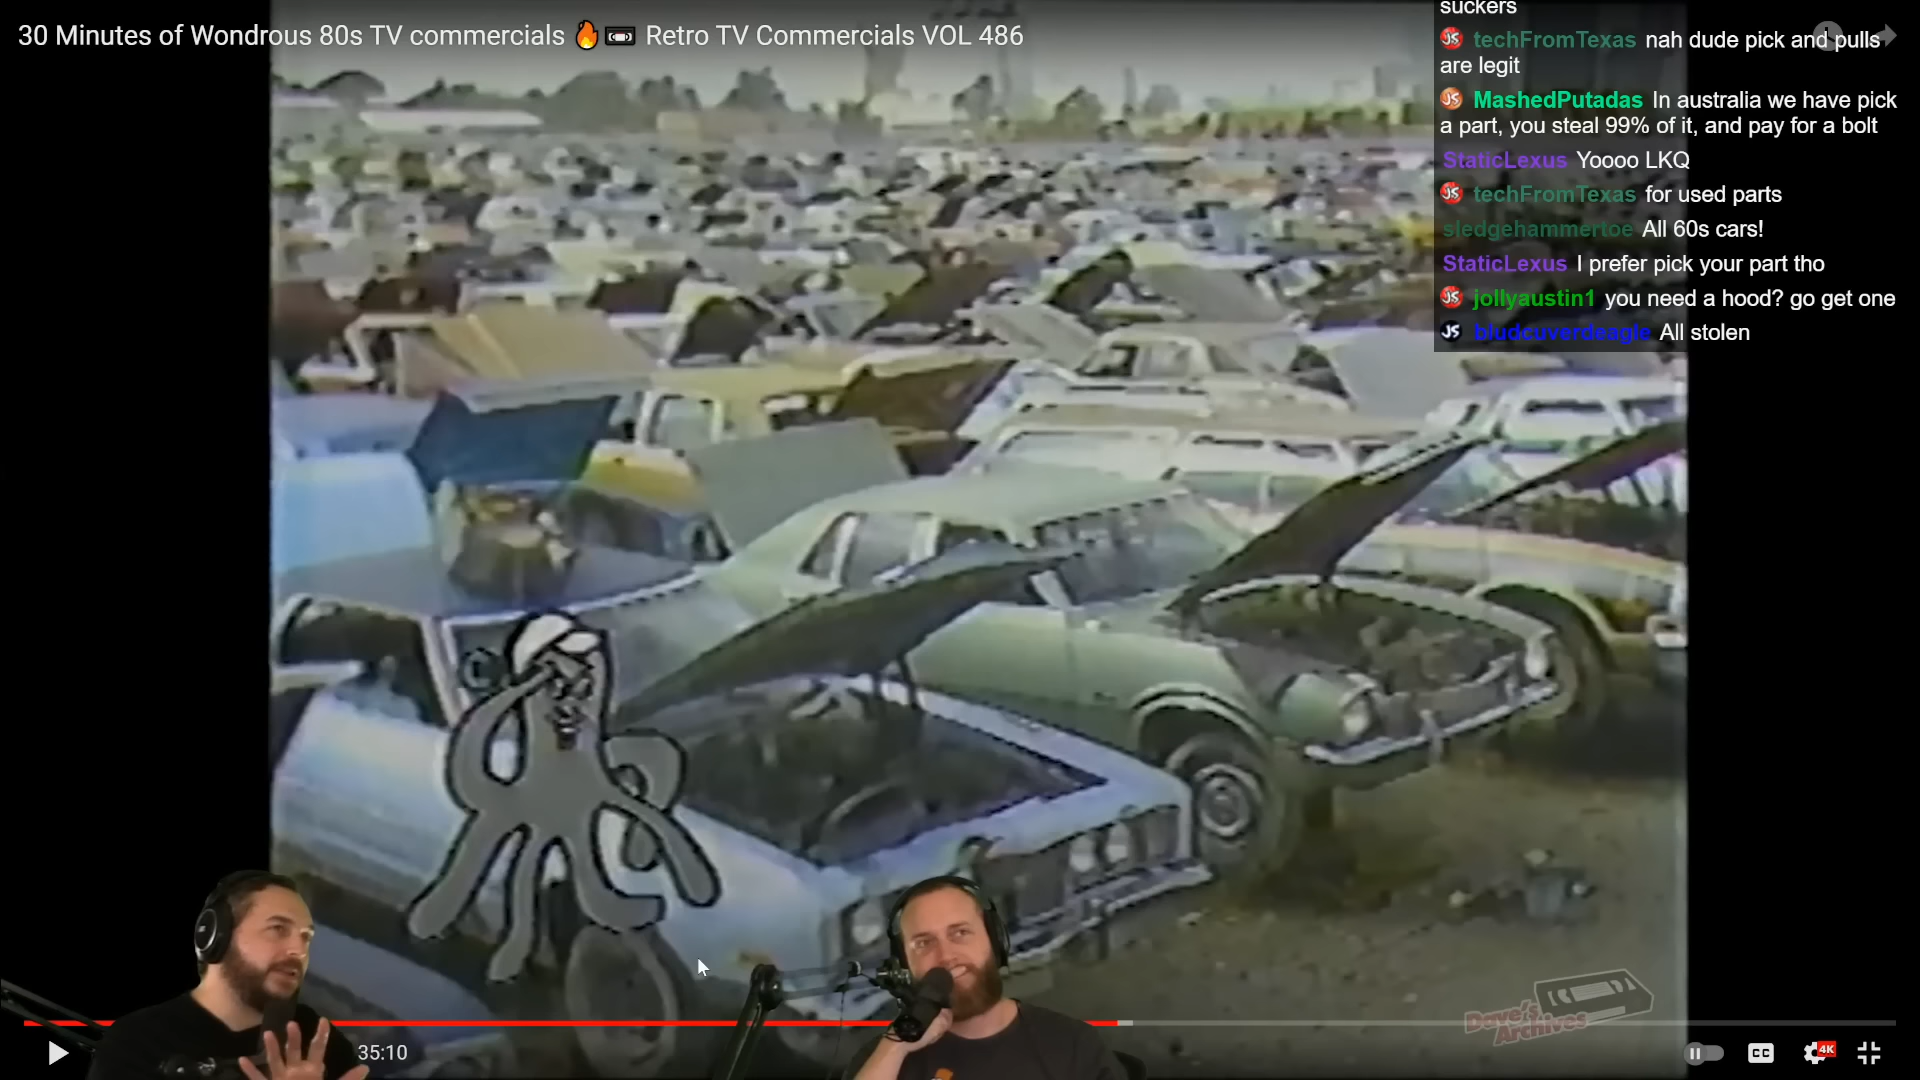 30 Minutes of Wondrous 80s TV commercials 🔥📼 Retro TV Commercials VOL 486
suckers
techFromTexas nah dude pick and pulls
are legit
MashedPutadas In australia we have pick
a part, you steal 99% of it, and pay for a bolt
StaticLexus Yoooo LKQ
techFromTexas for used parts
sledgehammertoe All 60s cars!
StaticLexus I prefer pick your part tho
jollyaustin1 you need a hood? go get one
bludcuverdeagle All stolen
Dave's
Archives
35:10
CC
4K